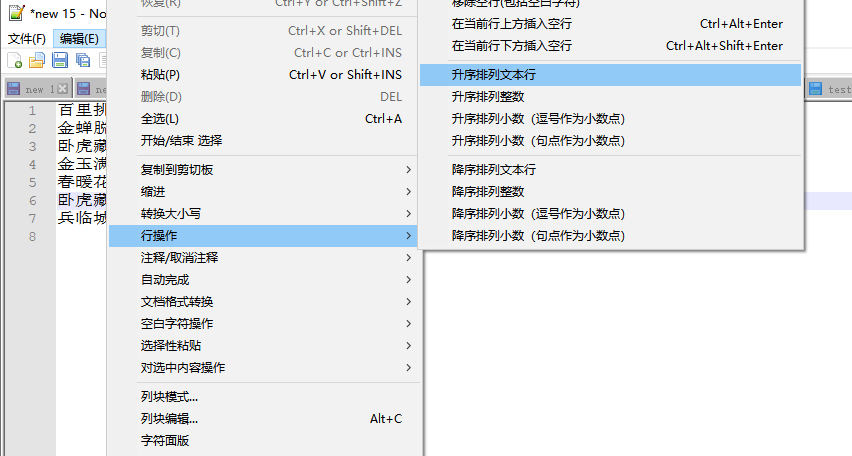 *new 15 - No
文件(F) 编辑(E)
new 1
new
test
1 百里挑
2 金蝉脱
3 卧虎藏
4 金玉满
5 春暖花
6 卧虎藏
7 兵临城
8
恢复(R) Ctrl+Y or Ctrl+Shift+Z
剪切(T) Ctrl+X or Shift+DEL
复制(C) Ctrl+C or Ctrl+INS
粘贴(P) Ctrl+V or Shift+INS
删除(D) DEL
全选(L) Ctrl+A
开始/结束 选择
复制到剪切板
缩进
转换大小写
行操作
注释/取消注释
自动完成
文档格式转换
空白字符操作
选择性粘贴
对选中内容操作
列块模式...
列块编辑... Alt+C
字符面版
移除空行(包括空白字符)
在当前行上方插入空行 Ctrl+Alt+Enter
在当前行下方插入空行 Ctrl+Alt+Shift+Enter
升序排列文本行
升序排列整数
升序排列小数（逗号作为小数点）
升序排列小数（句点作为小数点）
降序排列文本行
降序排列整数
降序排列小数（逗号作为小数点）
降序排列小数（句点作为小数点）